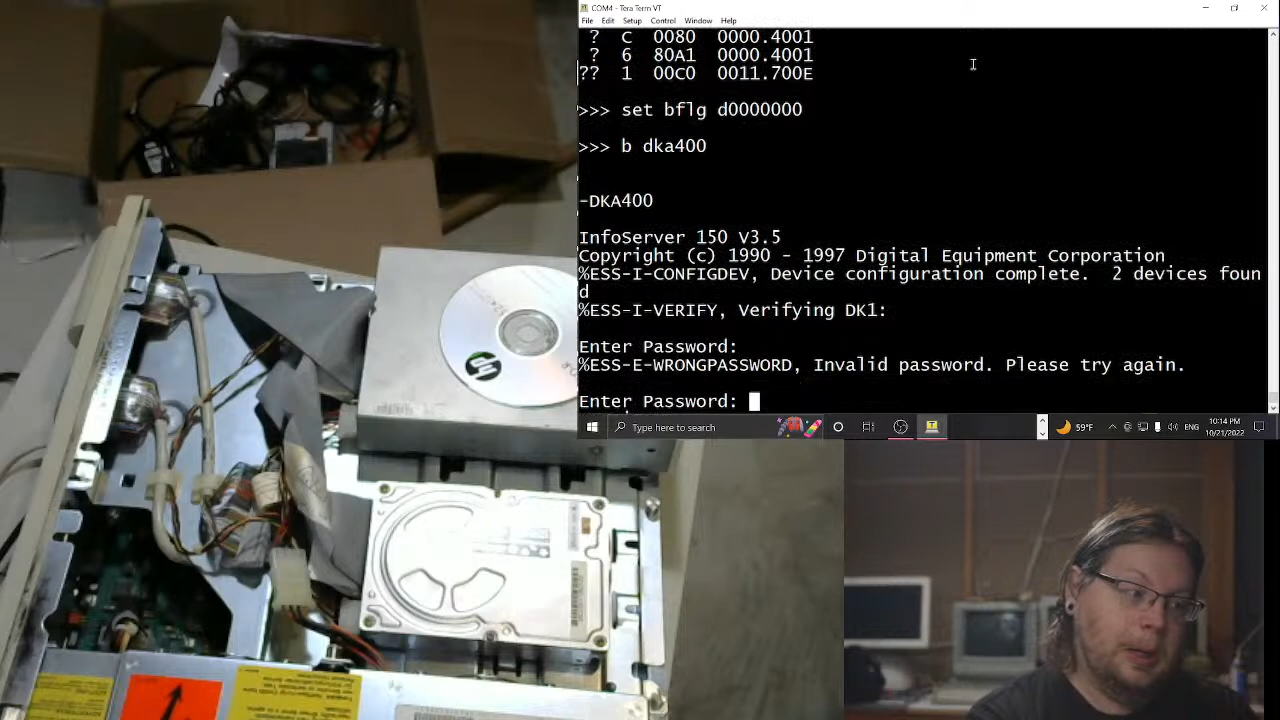 COM4 - Tera Term VT
File Edit Setup Control Window Help
? C 0080 0000.4001
? 6 80A1 0000.4001
?? 1 00C0 0011.700E
>>> set bflg d0000000
>>> b dka400
-DKA400
InfoServer 150 V3.5
Copyright (c) 1990 - 1997 Digital Equipment Corporation
%ESS-I-CONFIGDEV, Device configuration complete. 2 devices foun
d
%ESS-I-VERIFY, Verifying DK1:
Enter Password:
%ESS-E-WRONGPASSWORD, Invalid password. Please try again.
Enter Password:
Type here to search
59°F
ENG
10:14 PM
10/21/2022
hp